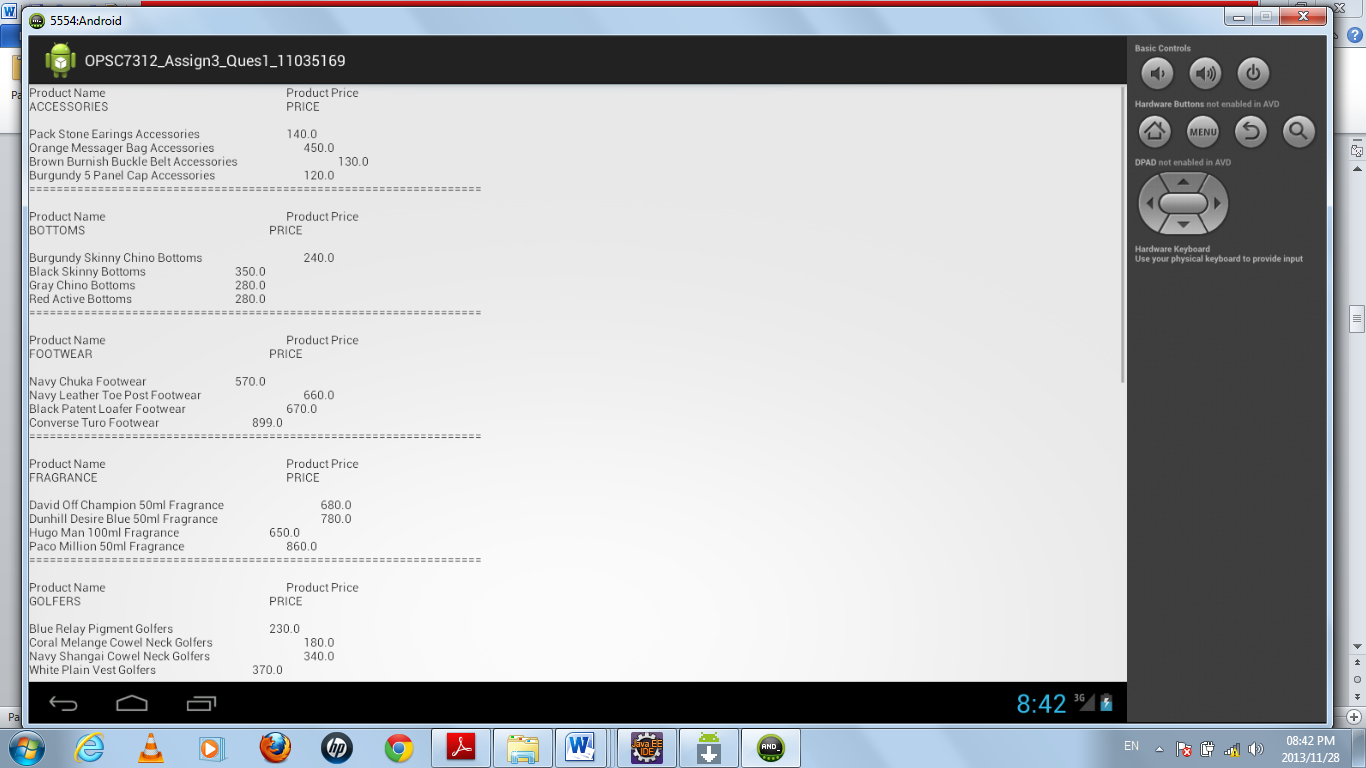 5554:Android
OPSC7312_Assign3_Ques1_11035169
Product Name Product Price
ACCESSORIES PRICE
Pack Stone Earings Accessories 140.0
Orange Messager Bag Accessories 450.0
Brown Burnish Buckle Belt Accessories 130.0
Burgundy 5 Panel Cap Accessories 120.0
==================================================================
Product Name Product Price
BOTTOMS PRICE
Burgundy Skinny Chino Bottoms 240.0
Black Skinny Bottoms 350.0
Gray Chino Bottoms 280.0
Red Active Bottoms 280.0
==================================================================
Product Name Product Price
FOOTWEAR PRICE
Navy Chuka Footwear 570.0
Navy Leather Toe Post Footwear 660.0
Black Patent Loafer Footwear 670.0
Converse Turo Footwear 899.0
==================================================================
Product Name Product Price
FRAGRANCE PRICE
David Off Champion 50ml Fragrance 680.0
Dunhill Desire Blue 50ml Fragrance 780.0
Hugo Man 100ml Fragrance 650.0
Paco Million 50ml Fragrance 860.0
==================================================================
Product Name Product Price
GOLFERS PRICE
Blue Relay Pigment Golfers 230.0
Coral Melange Cowel Neck Golfers 180.0
Navy Shangai Cowel Neck Golfers 340.0
White Plain Vest Golfers 370.0
8:42 3G
Basic Controls
Hardware Buttons not enabled in AVD
MENU
DPAD not enabled in AVD
Hardware Keyboard
Use your physical keyboard to provide input
Pa
Pa
hp
W
Java EE
IDE
AND_
EN
08:42 PM
2013/11/28